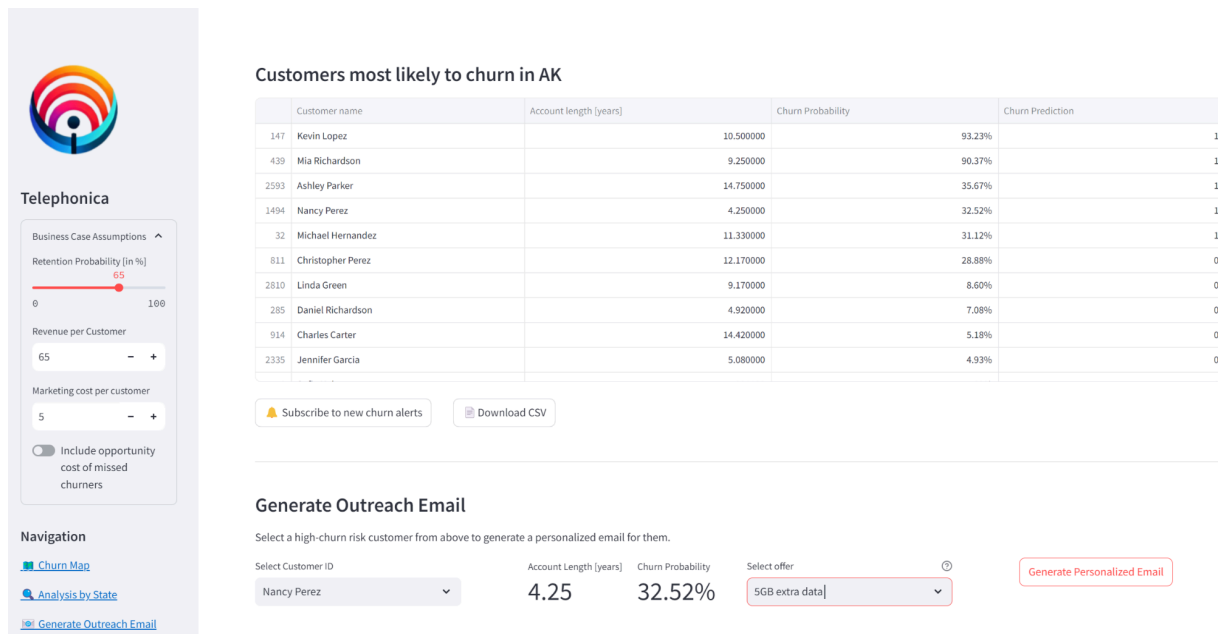 Telephonica
Business Case Assumptions
Retention Probability [in %]
65
0 100
Revenue per Customer
65 - +
Marketing cost per customer
5 - +
Include opportunity
cost of missed
churners
Navigation
Churn Map
Analysis by State
Generate Outreach Email
Customers most likely to churn in AK
Customer name Account length [years] Churn Probability Churn Prediction
147 Kevin Lopez 10.500000 93.23% 1
439 Mia Richardson 9.250000 90.37% 1
2593 Ashley Parker 14.750000 35.67% 1
1494 Nancy Perez 4.250000 32.52% 1
32 Michael Hernandez 11.330000 31.12% 1
811 Christopher Perez 12.170000 28.88% 0
2810 Linda Green 9.170000 8.60% 0
285 Daniel Richardson 4.920000 7.08% 0
914 Charles Carter 14.420000 5.18% 0
2335 Jennifer Garcia 5.080000 4.93% 0
Subscribe to new churn alerts Download CSV
Generate Outreach Email
Select a high-churn risk customer from above to generate a personalized email for them.
Select Customer ID Account Length [years] Churn Probability Select offer
Nancy Perez 4.25 32.52% 5GB extra data Generate Personalized Email